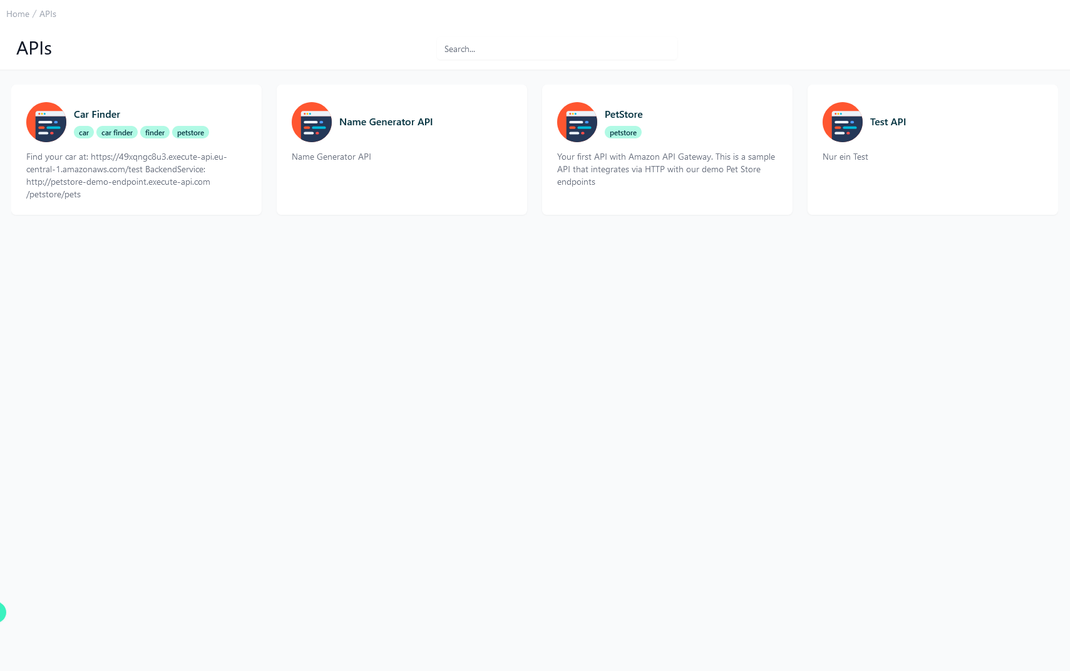 Home / APIs
APIs
Search...
Car Finder
car car finder finder petstore
Find your car at: https://49xqngc8u3.execute-api.eu-
central-1.amazonaws.com/test BackendService:
http://petstore-demo-endpoint.execute-api.com
/petstore/pets
Name Generator API
Name Generator API
PetStore
petstore
Your first API with Amazon API Gateway. This is a sample
API that integrates via HTTP with our demo Pet Store
endpoints
Test API
Nur ein Test